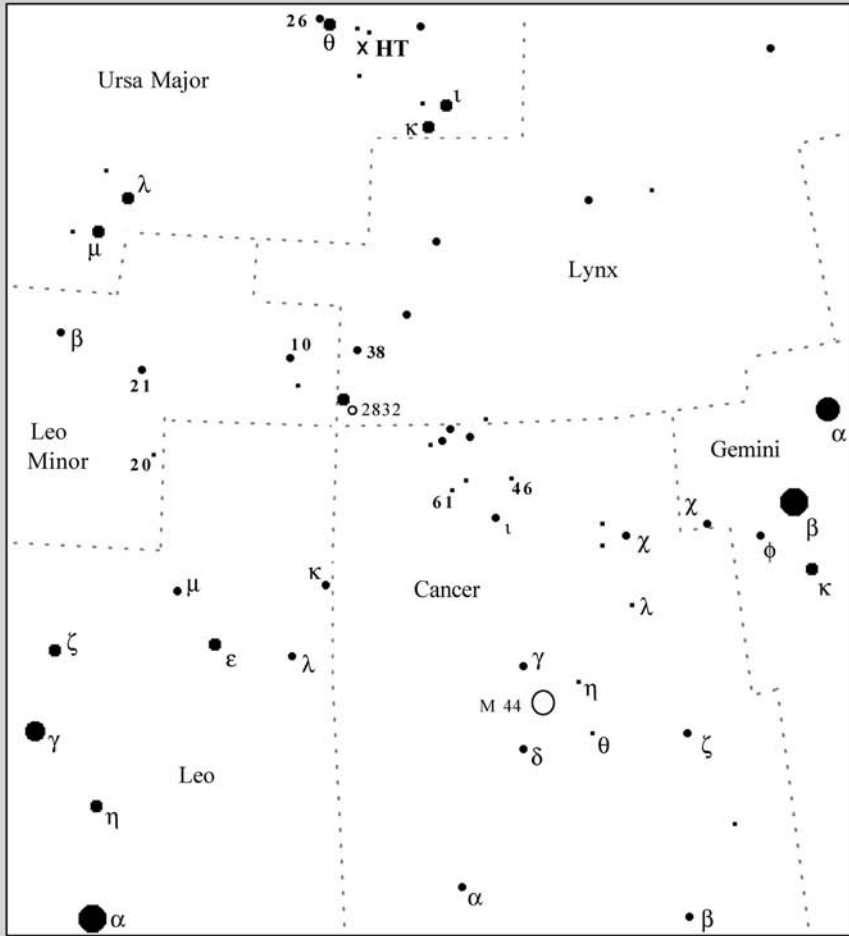 26
θ
x HT
Ursa Major
ι
κ
λ
μ
Lynx
β
10
38
21
2832
α
Leo
Minor
Gemini
20
46
61
β
χ
ι
χ
φ
κ
κ
μ
Cancer
λ
ζ
ε
λ
γ
η
M 44
γ
θ
ζ
δ
Leo
η
α
α
β